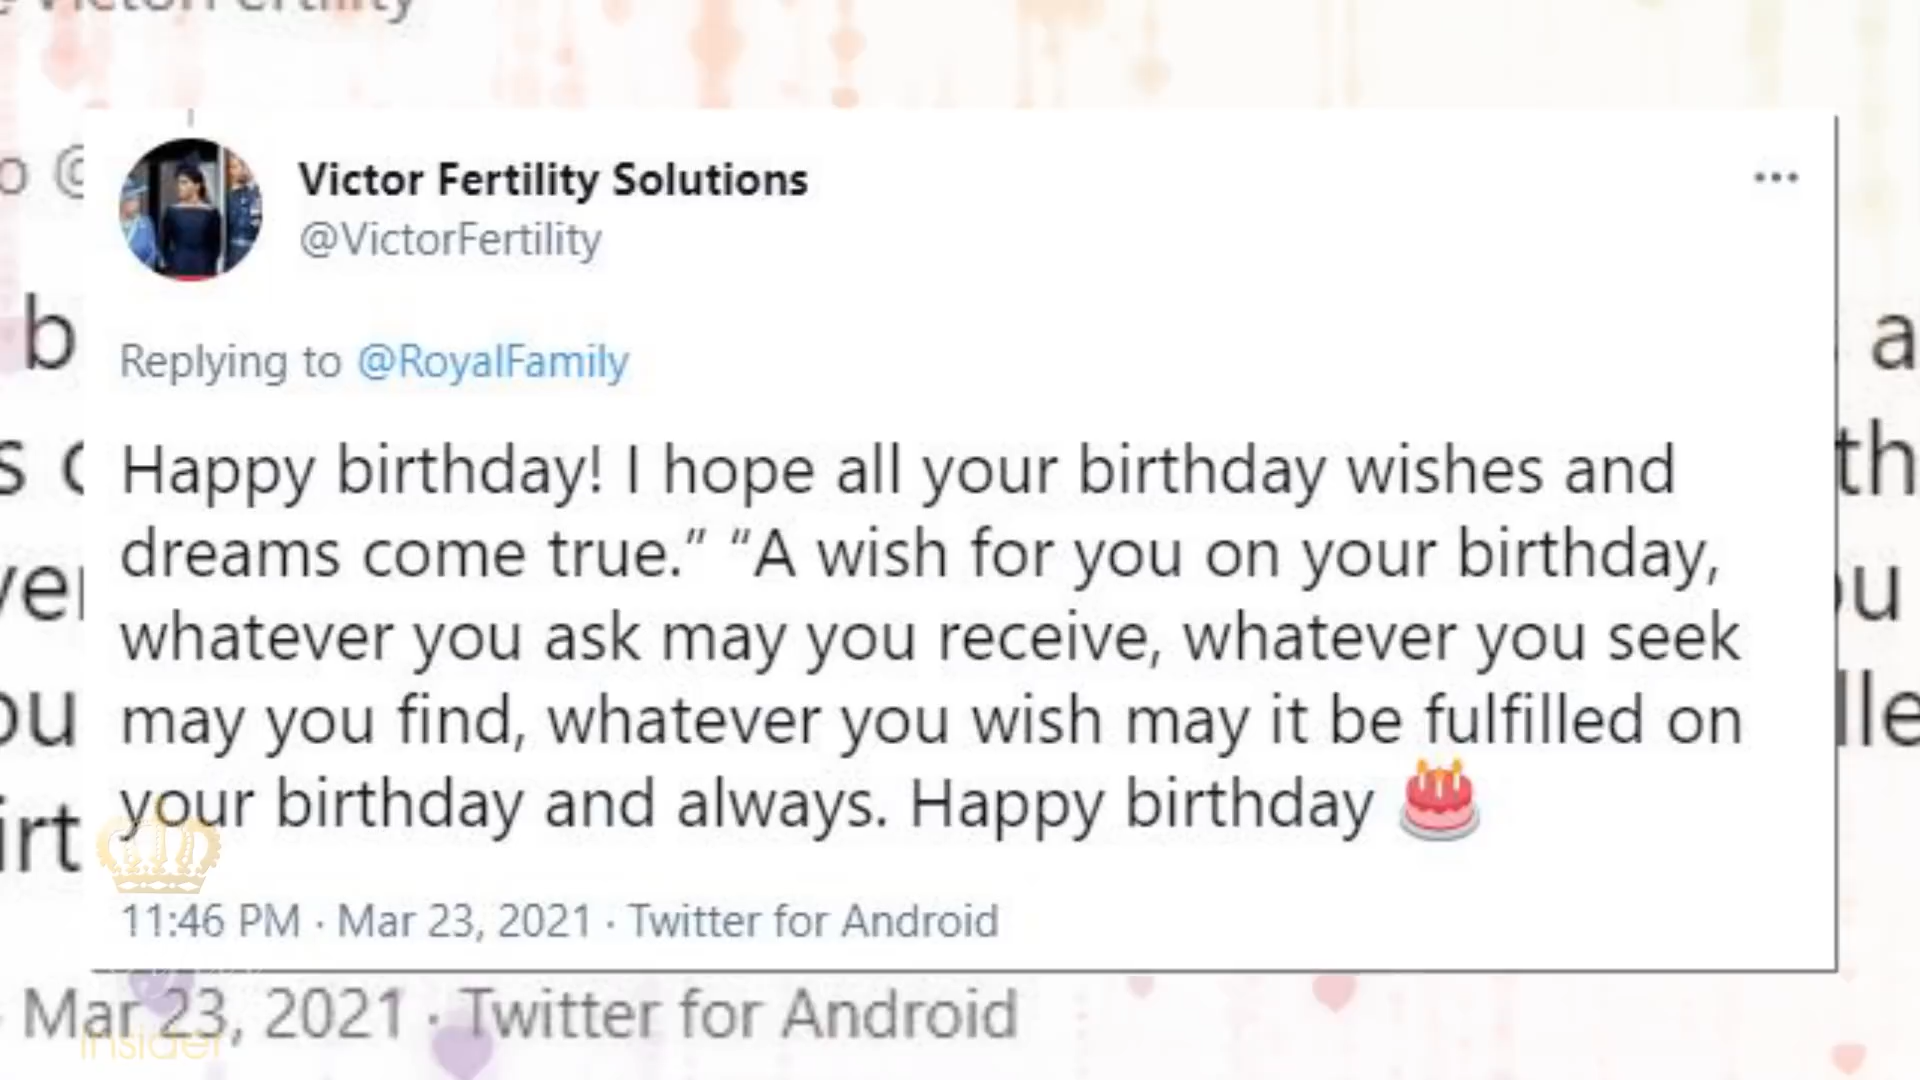 @VictorFertility
Victor Fertility Solutions
@VictorFertility
Replying to @RoyalFamily
Happy birthday! I hope all your birthday wishes and
dreams come true.” “A wish for you on your birthday,
whatever you ask may you receive, whatever you seek
may you find, whatever you wish may it be fulfilled on
your birthday and always. Happy birthday 🎂
11:46 PM · Mar 23, 2021 · Twitter for Android
Mar 23, 2021 · Twitter for Android
Insider